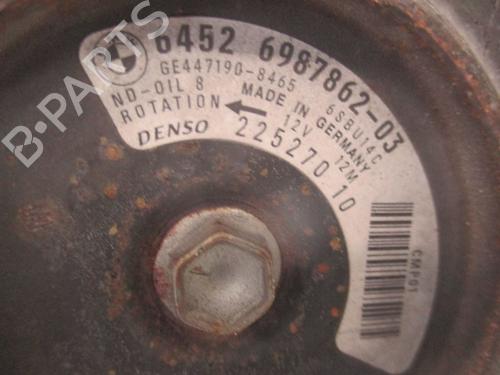 6452 6987862-03
GE447190-8465 6SBU14C
ND-OIL 8 MADE IN GERMANY
ROTATION 12V 12M
DENSO 225270 10
CMP01
B-PARTS